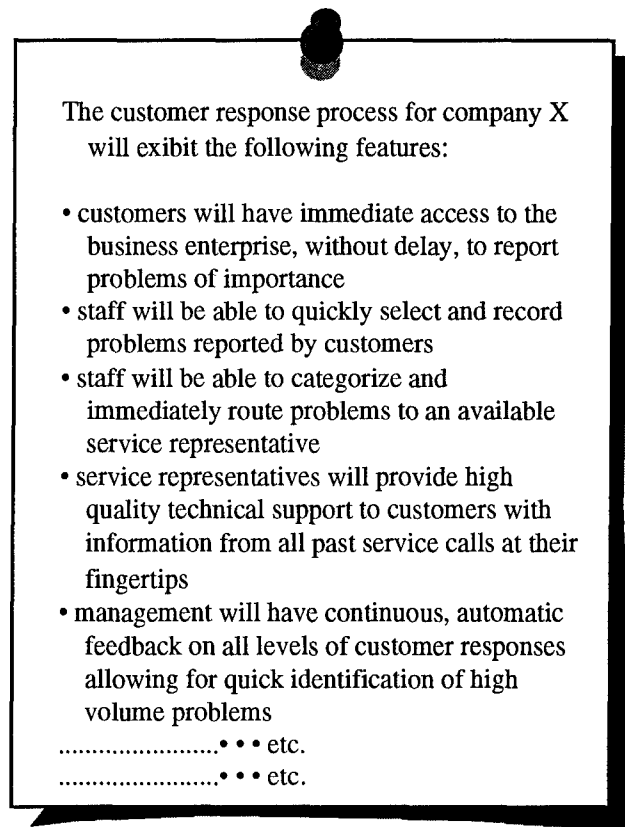 The customer response process for company X
will exibit the following features:
• customers will have immediate access to the
business enterprise, without delay, to report
problems of importance
• staff will be able to quickly select and record
problems reported by customers
• staff will be able to categorize and
immediately route problems to an available
service representative
• service representatives will provide high
quality technical support to customers with
information from all past service calls at their
fingertips
• management will have continuous, automatic
feedback on all levels of customer responses
allowing for quick identification of high
volume problems
........................• • • etc.
........................• • • etc.